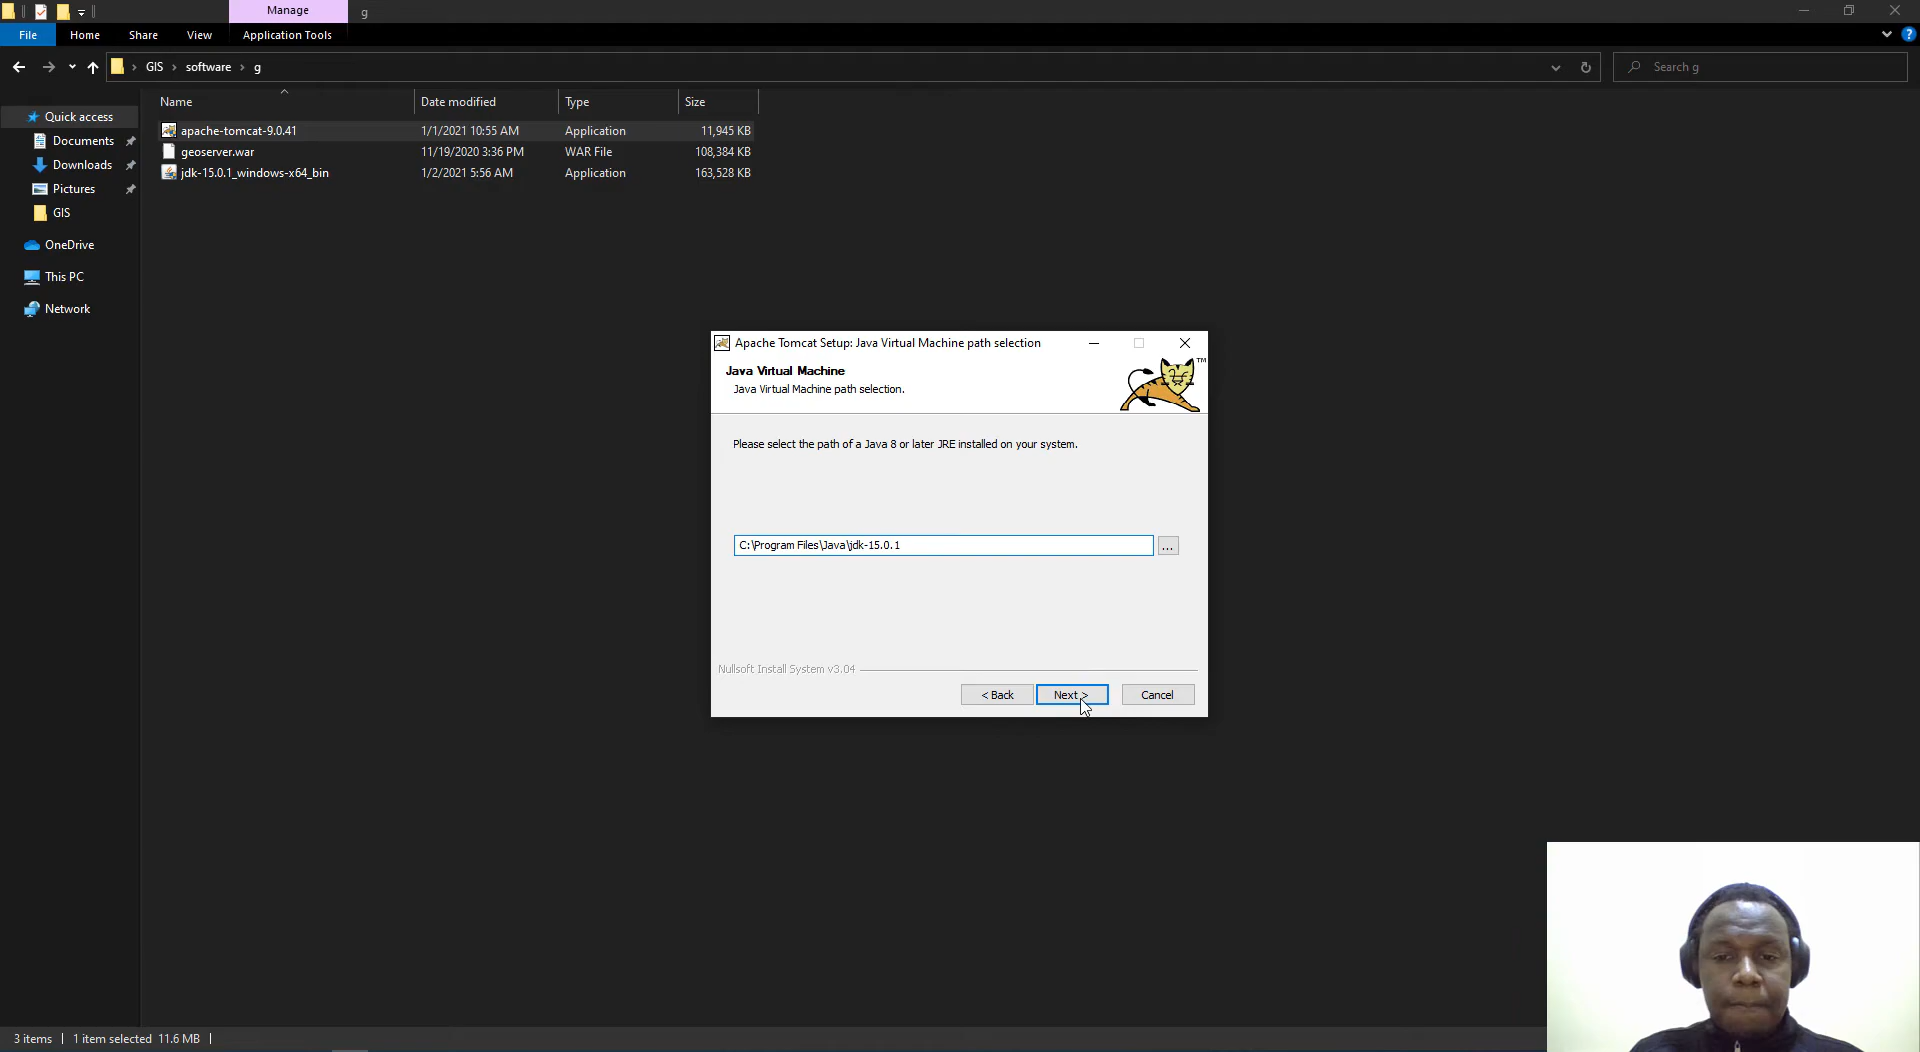 Manage
g
File
Home
Share
View
Application Tools
GIS
software
g
Search g
Name
Date modified
Type
Size
Quick access
Documents
Downloads
Pictures
GIS
OneDrive
This PC
Network
apache-tomcat-9.0.41 1/1/2021 10:55 AM Application 11,945 KB
geoserver.war 11/19/2020 3:36 PM WAR File 108,384 KB
jdk-15.0.1_windows-x64_bin 1/2/2021 5:56 AM Application 163,528 KB
Apache Tomcat Setup: Java Virtual Machine path selection
Java Virtual Machine
Java Virtual Machine path selection.
TM
Please select the path of a Java 8 or later JRE installed on your system.
C:\Program Files\Java\jdk-15.0.1
...
Nullsoft Install System v3.04
< Back
Next >
Cancel
3 items
1 item selected 11.6 MB